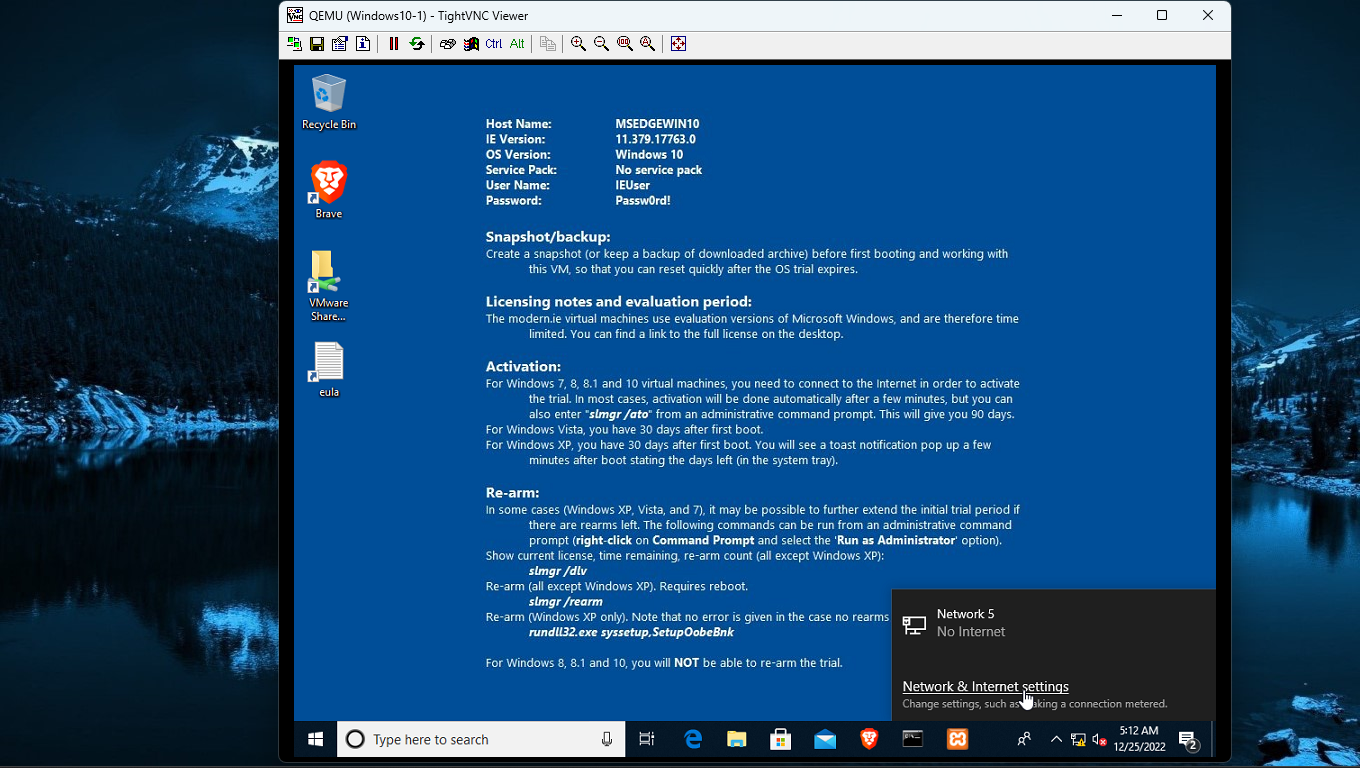 QEMU (Windows10-1) - TightVNC Viewer
Ctrl Alt
Recycle Bin
Brave
VMware
Share...
eula
Host Name: MSEDGEWIN10
IE Version: 11.379.17763.0
OS Version: Windows 10
Service Pack: No service pack
User Name: IEUser
Password: Passw0rd!
Snapshot/backup:
Create a snapshot (or keep a backup of downloaded archive) before first booting and working with
this VM, so that you can reset quickly after the OS trial expires.
Licensing notes and evaluation period:
The modern.ie virtual machines use evaluation versions of Microsoft Windows, and are therefore time
limited. You can find a link to the full license on the desktop.
Activation:
For Windows 7, 8, 8.1 and 10 virtual machines, you need to connect to the Internet in order to activate
the trial. In most cases, activation will be done automatically after a few minutes, but you can
also enter "slmgr /ato" from an administrative command prompt. This will give you 90 days.
For Windows Vista, you have 30 days after first boot.
For Windows XP, you have 30 days after first boot. You will see a toast notification pop up a few
minutes after boot stating the days left (in the system tray).
Re-arm:
In some cases (Windows XP, Vista, and 7), it may be possible to further extend the initial trial period if
there are rearms left. The following commands can be run from an administrative command
prompt (right-click on Command Prompt and select the 'Run as Administrator' option).
Show current license, time remaining, re-arm count (all except Windows XP):
slmgr /dlv
Re-arm (all except Windows XP). Requires reboot.
slmgr /rearm
Re-arm (Windows XP only). Note that no error is given in the case no rearms
rundll32.exe syssetup,SetupOobeBnk
For Windows 8, 8.1 and 10, you will NOT be able to re-arm the trial.
Network 5
No Internet
Network & Internet settings
Change settings, such as making a connection metered.
Type here to search
5:12 AM
12/25/2022
2